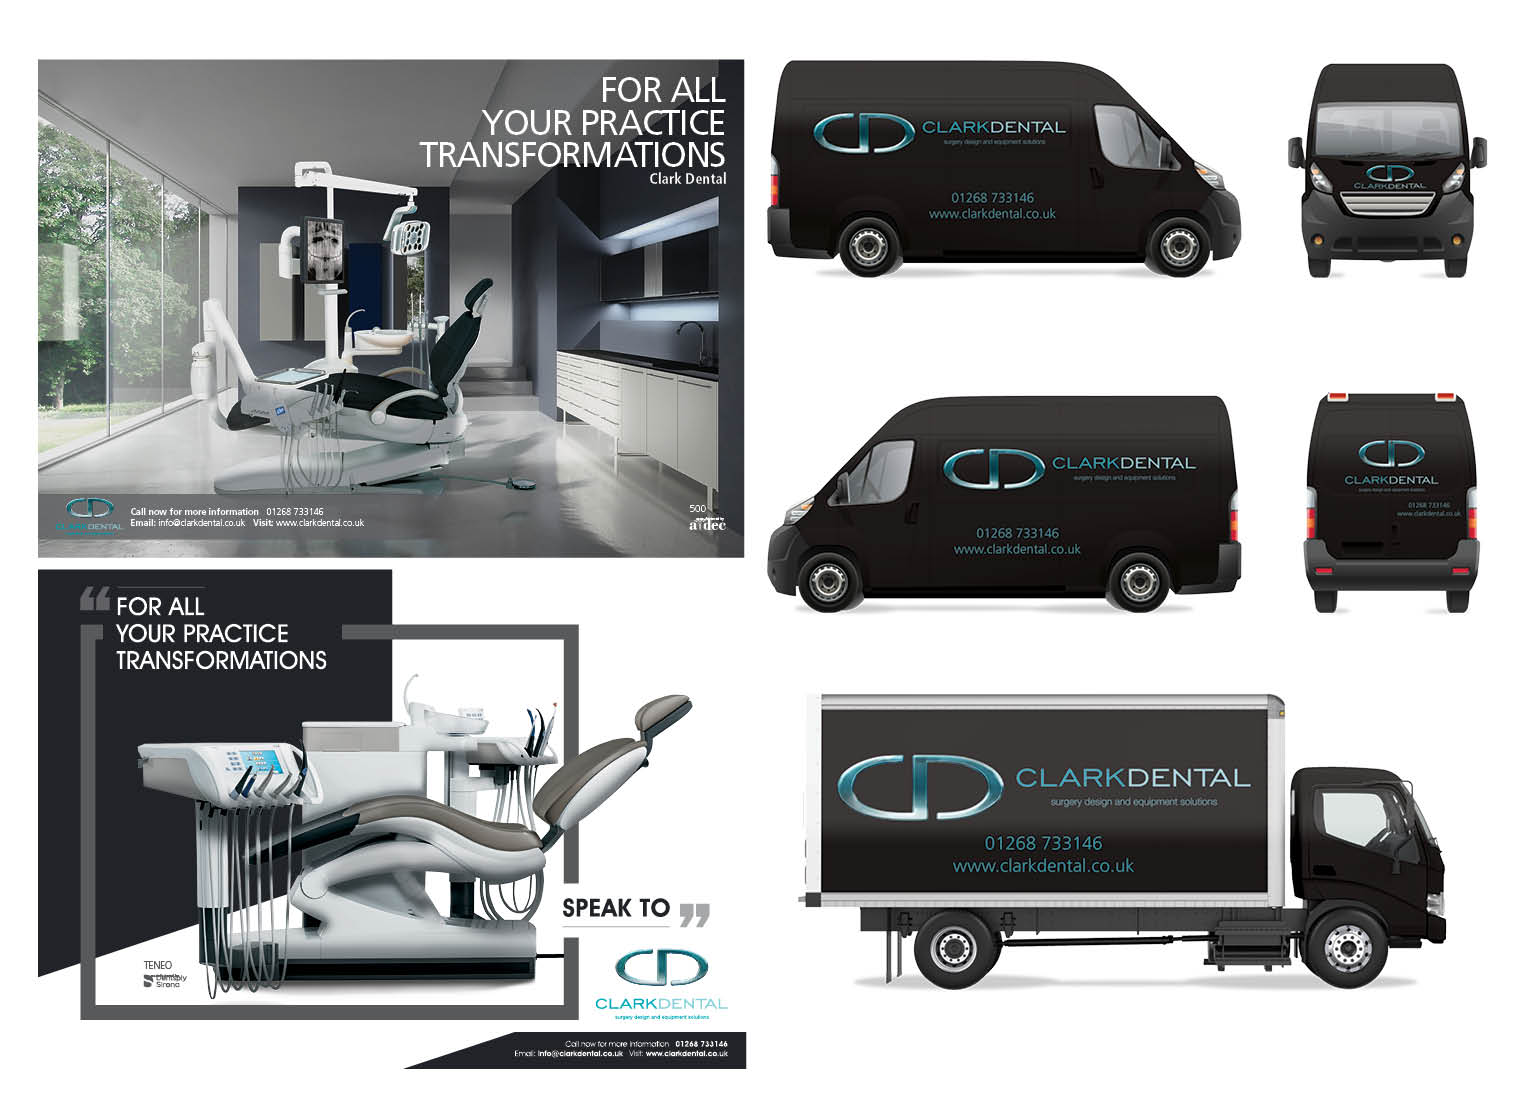 FOR ALL
YOUR PRACTICE
TRANSFORMATIONS
Clark Dental
CLARKDENTAL
Call now for more information 01268 733146
Email: info@clarkdental.co.uk Visit: www.clarkdental.co.uk
500
a dec
“ FOR ALL
YOUR PRACTICE
TRANSFORMATIONS
SPEAK TO ”
TENEO
Dentsply
Sirona
CLARKDENTAL
surgery design and equipment solutions
Call now for more information 01268 733146
Email: info@clarkdental.co.uk Visit: www.clarkdental.co.uk
CLARKDENTAL
surgery design and equipment solutions
01268 733146
www.clarkdental.co.uk
CLARKDENTAL
CLARKDENTAL
surgery design and equipment solutions
01268 733146
www.clarkdental.co.uk
CLARKDENTAL
surgery design and equipment solutions
01268 733146
www.clarkdental.co.uk
CLARKDENTAL
surgery design and equipment solutions
01268 733146
www.clarkdental.co.uk